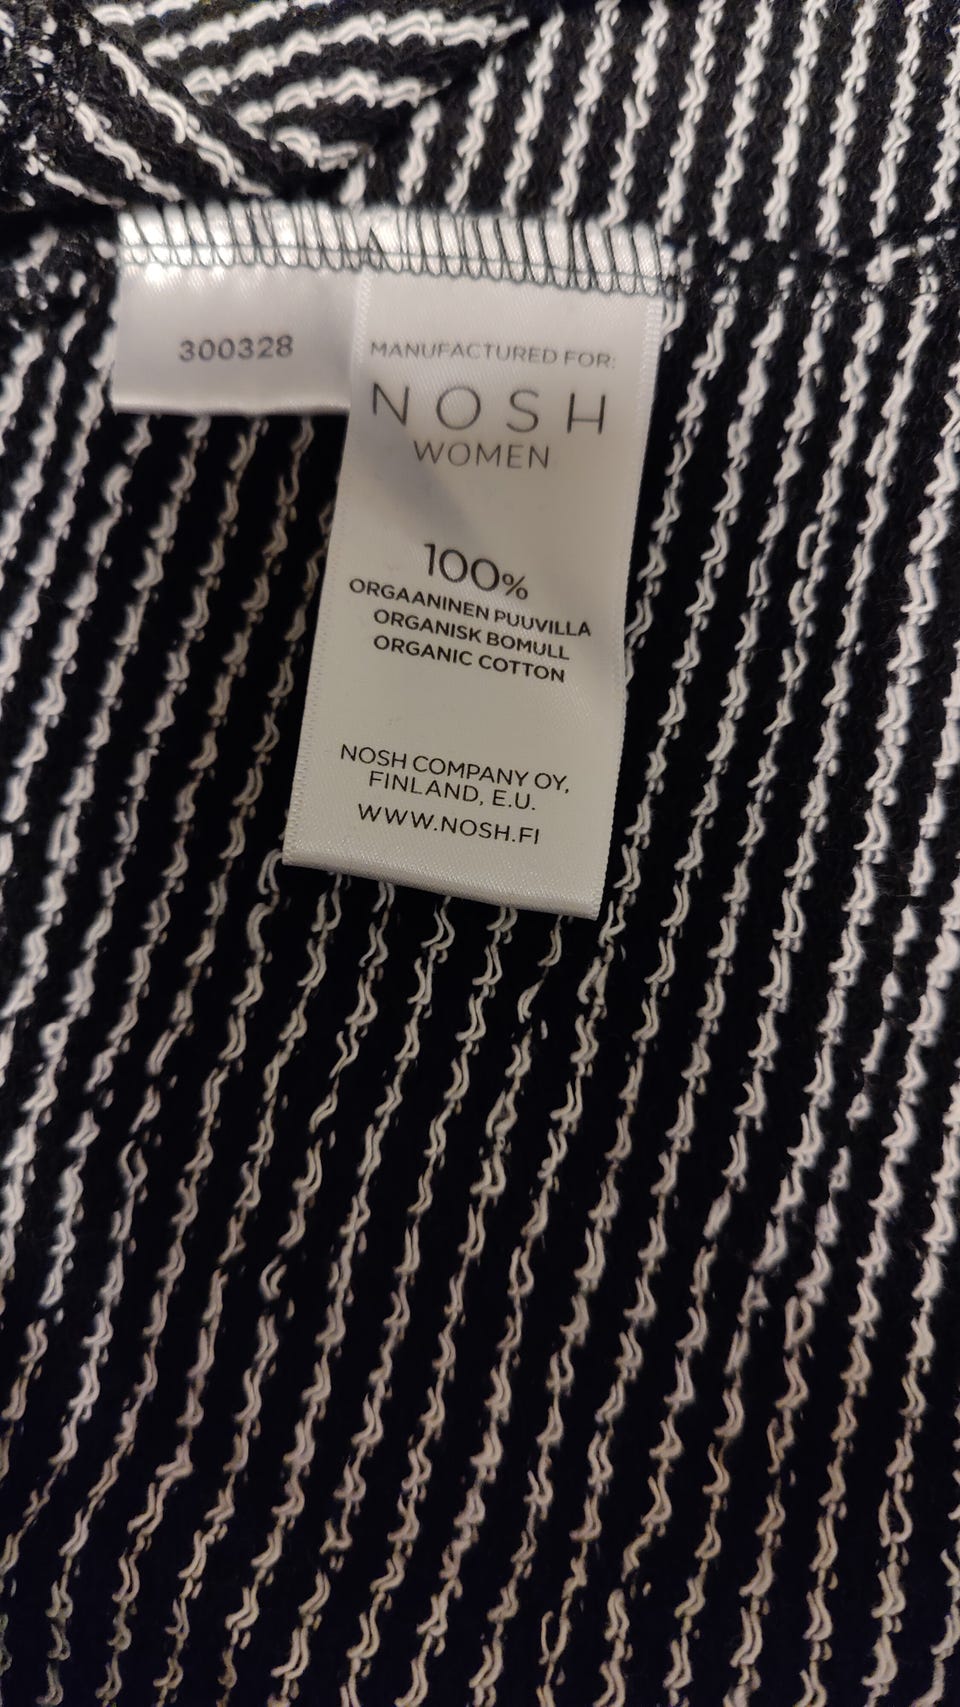 300328
MANUFACTURED FOR:
NOSH
WOMEN
100%
ORGAANINEN PUUVILLA
ORGANISK BOMULL
ORGANIC COTTON
NOSH COMPANY OY,
FINLAND, E.U.
WWW.NOSH.FI